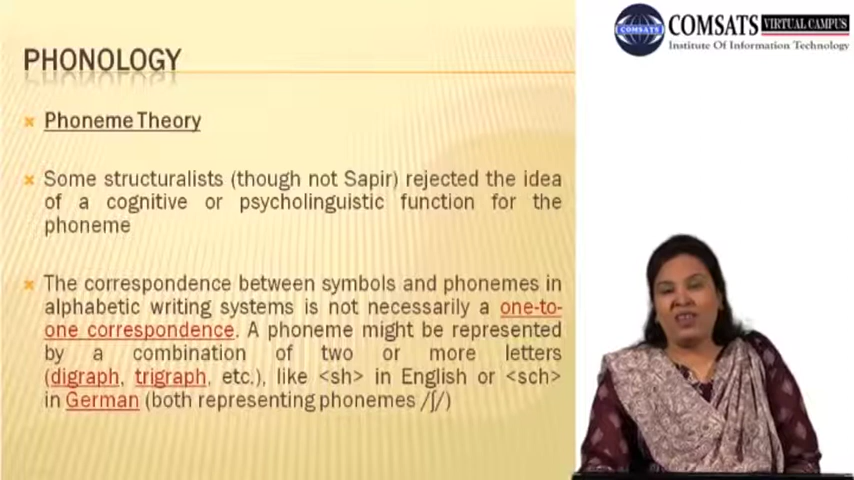 COMSATS
COMSATS VIRTUAL CAMPUS
Institute Of Information Technology
PHONOLOGY
Phoneme Theory
Some structuralists (though not Sapir) rejected the idea
of a cognitive or psycholinguistic function for the
phoneme
The correspondence between symbols and phonemes in
alphabetic writing systems is not necessarily a one-to-
one correspondence. A phoneme might be represented
by a combination of two or more letters
(digraph, trigraph, etc.), like <sh> in English or <sch>
in German (both representing phonemes /ʃ/)